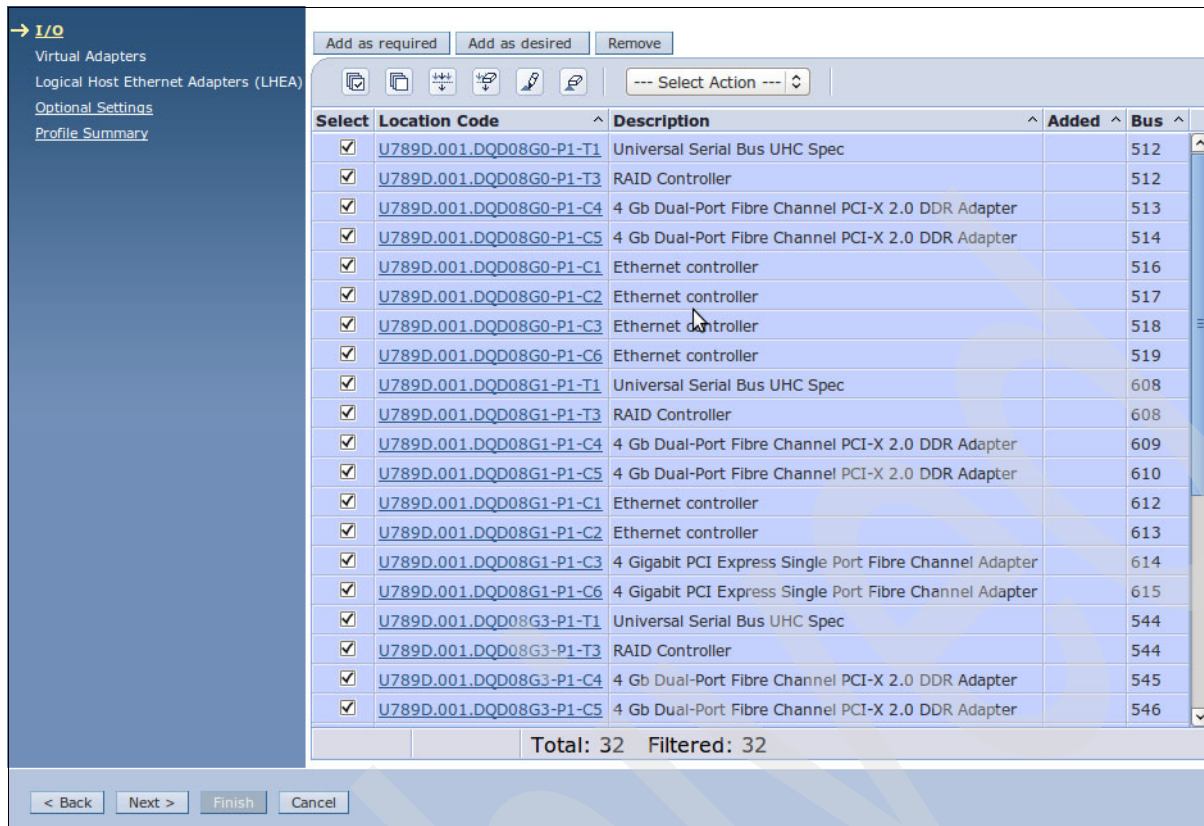 I/O
Virtual Adapters
Logical Host Ethernet Adapters (LHEA)
Optional Settings
Profile Summary
Add as required Add as desired Remove
--- Select Action ---
Select Location Code ^ Description ^ Added ^ Bus ^
U789D.001.DQD08G0-P1-T1 Universal Serial Bus UHC Spec 512
U789D.001.DQD08G0-P1-T3 RAID Controller 512
U789D.001.DQD08G0-P1-C4 4 Gb Dual-Port Fibre Channel PCI-X 2.0 DDR Adapter 513
U789D.001.DQD08G0-P1-C5 4 Gb Dual-Port Fibre Channel PCI-X 2.0 DDR Adapter 514
U789D.001.DQD08G0-P1-C1 Ethernet controller 516
U789D.001.DQD08G0-P1-C2 Ethernet controller 517
U789D.001.DQD08G0-P1-C3 Ethernet controller 518
U789D.001.DQD08G0-P1-C6 Ethernet controller 519
U789D.001.DQD08G1-P1-T1 Universal Serial Bus UHC Spec 608
U789D.001.DQD08G1-P1-T3 RAID Controller 608
U789D.001.DQD08G1-P1-C4 4 Gb Dual-Port Fibre Channel PCI-X 2.0 DDR Adapter 609
U789D.001.DQD08G1-P1-C5 4 Gb Dual-Port Fibre Channel PCI-X 2.0 DDR Adapter 610
U789D.001.DQD08G1-P1-C1 Ethernet controller 612
U789D.001.DQD08G1-P1-C2 Ethernet controller 613
U789D.001.DQD08G1-P1-C3 4 Gigabit PCI Express Single Port Fibre Channel Adapter 614
U789D.001.DQD08G1-P1-C6 4 Gigabit PCI Express Single Port Fibre Channel Adapter 615
U789D.001.DQD08G3-P1-T1 Universal Serial Bus UHC Spec 544
U789D.001.DQD08G3-P1-T3 RAID Controller 544
U789D.001.DQD08G3-P1-C4 4 Gb Dual-Port Fibre Channel PCI-X 2.0 DDR Adapter 545
U789D.001.DQD08G3-P1-C5 4 Gb Dual-Port Fibre Channel PCI-X 2.0 DDR Adapter 546
Total: 32 Filtered: 32
< Back Next > Finish Cancel